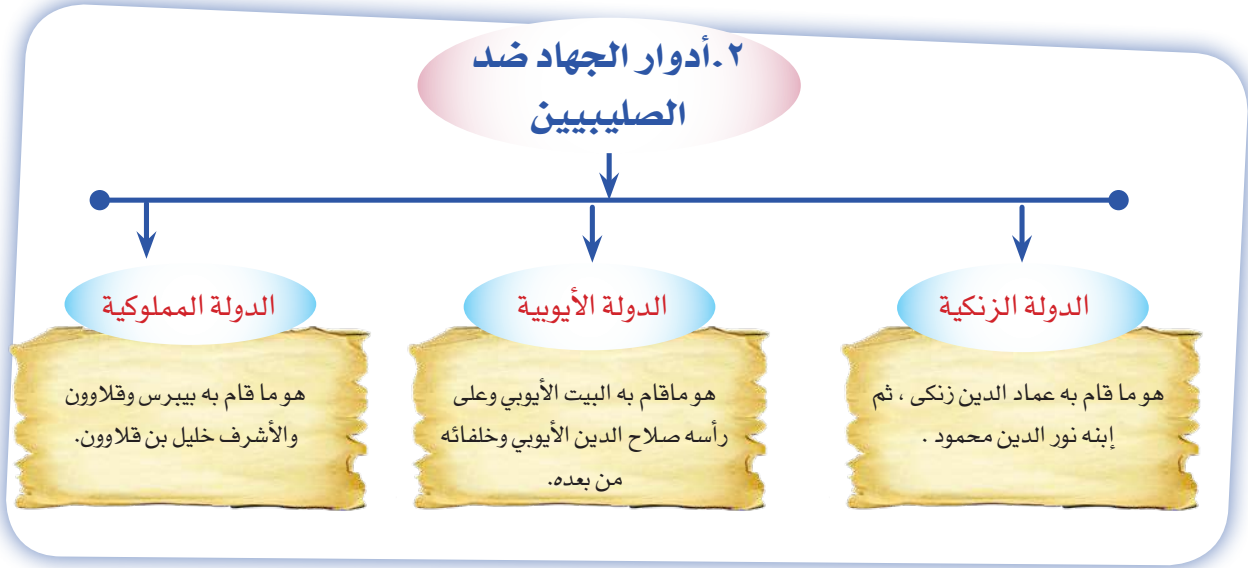 ٢.أدوار الجهاد ضد
الصليبيين
الدولة الزنكية
هو ما قام به عماد الدين زنكى ، ثم
إبنه نور الدين محمود .
الدولة الأيوبية
هو ماقام به البيت الأيوبي وعلى
رأسه صلاح الدين الأيوبي وخلفائه
من بعده.
الدولة المملوكية
هو ما قام به بيبرس وقلاوون
والأشرف خليل بن قلاوون.